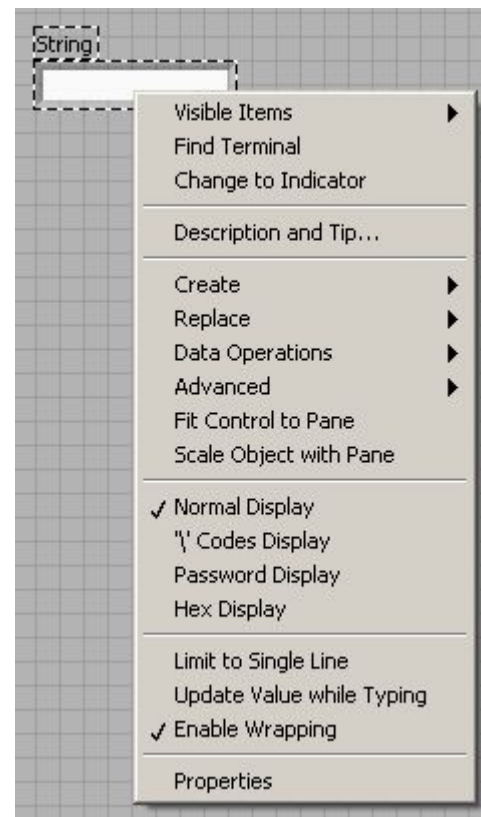 String
Visible Items
Find Terminal
Change to Indicator
Description and Tip...
Create
Replace
Data Operations
Advanced
Fit Control to Pane
Scale Object with Pane
Normal Display
'\' Codes Display
Password Display
Hex Display
Limit to Single Line
Update Value while Typing
Enable Wrapping
Properties